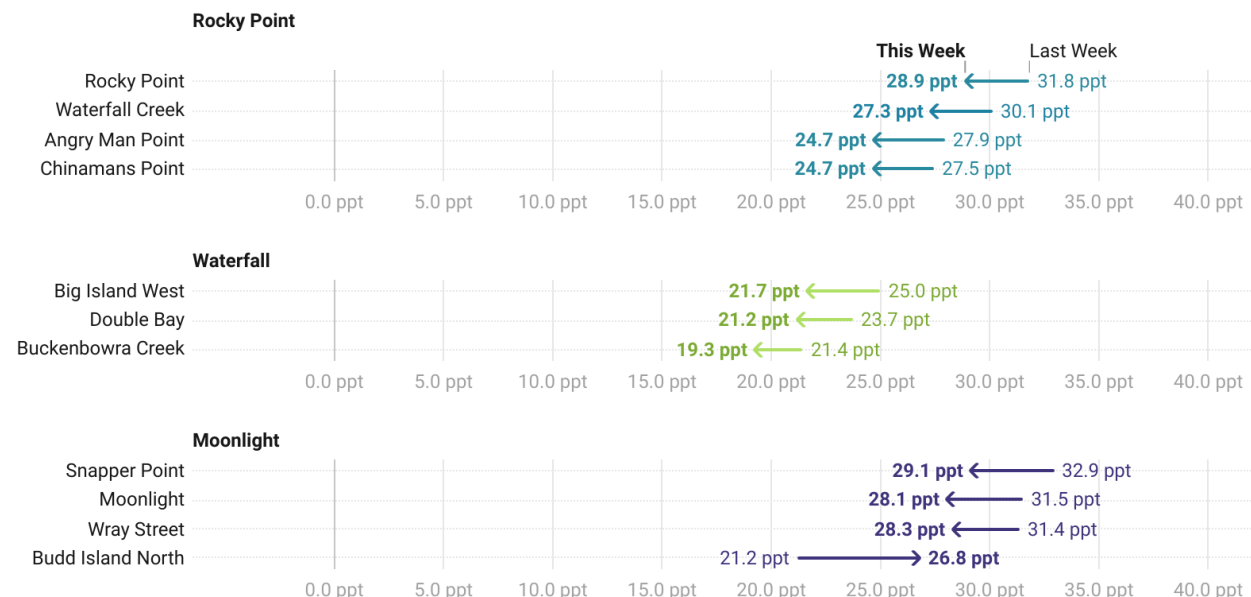 Rocky Point
This Week Last Week
Rocky Point 28.9 ppt 31.8 ppt
Waterfall Creek 27.3 ppt 30.1 ppt
Angry Man Point 24.7 ppt 27.9 ppt
Chinamans Point 24.7 ppt 27.5 ppt
0.0 ppt 5.0 ppt 10.0 ppt 15.0 ppt 20.0 ppt 25.0 ppt 30.0 ppt 35.0 ppt 40.0 ppt
Waterfall
Big Island West 21.7 ppt 25.0 ppt
Double Bay 21.2 ppt 23.7 ppt
Buckenbowra Creek 19.3 ppt 21.4 ppt
0.0 ppt 5.0 ppt 10.0 ppt 15.0 ppt 20.0 ppt 25.0 ppt 30.0 ppt 35.0 ppt 40.0 ppt
Moonlight
Snapper Point 29.1 ppt 32.9 ppt
Moonlight 28.1 ppt 31.5 ppt
Wray Street 28.3 ppt 31.4 ppt
Budd Island North 21.2 ppt 26.8 ppt
0.0 ppt 5.0 ppt 10.0 ppt 15.0 ppt 20.0 ppt 25.0 ppt 30.0 ppt 35.0 ppt 40.0 ppt